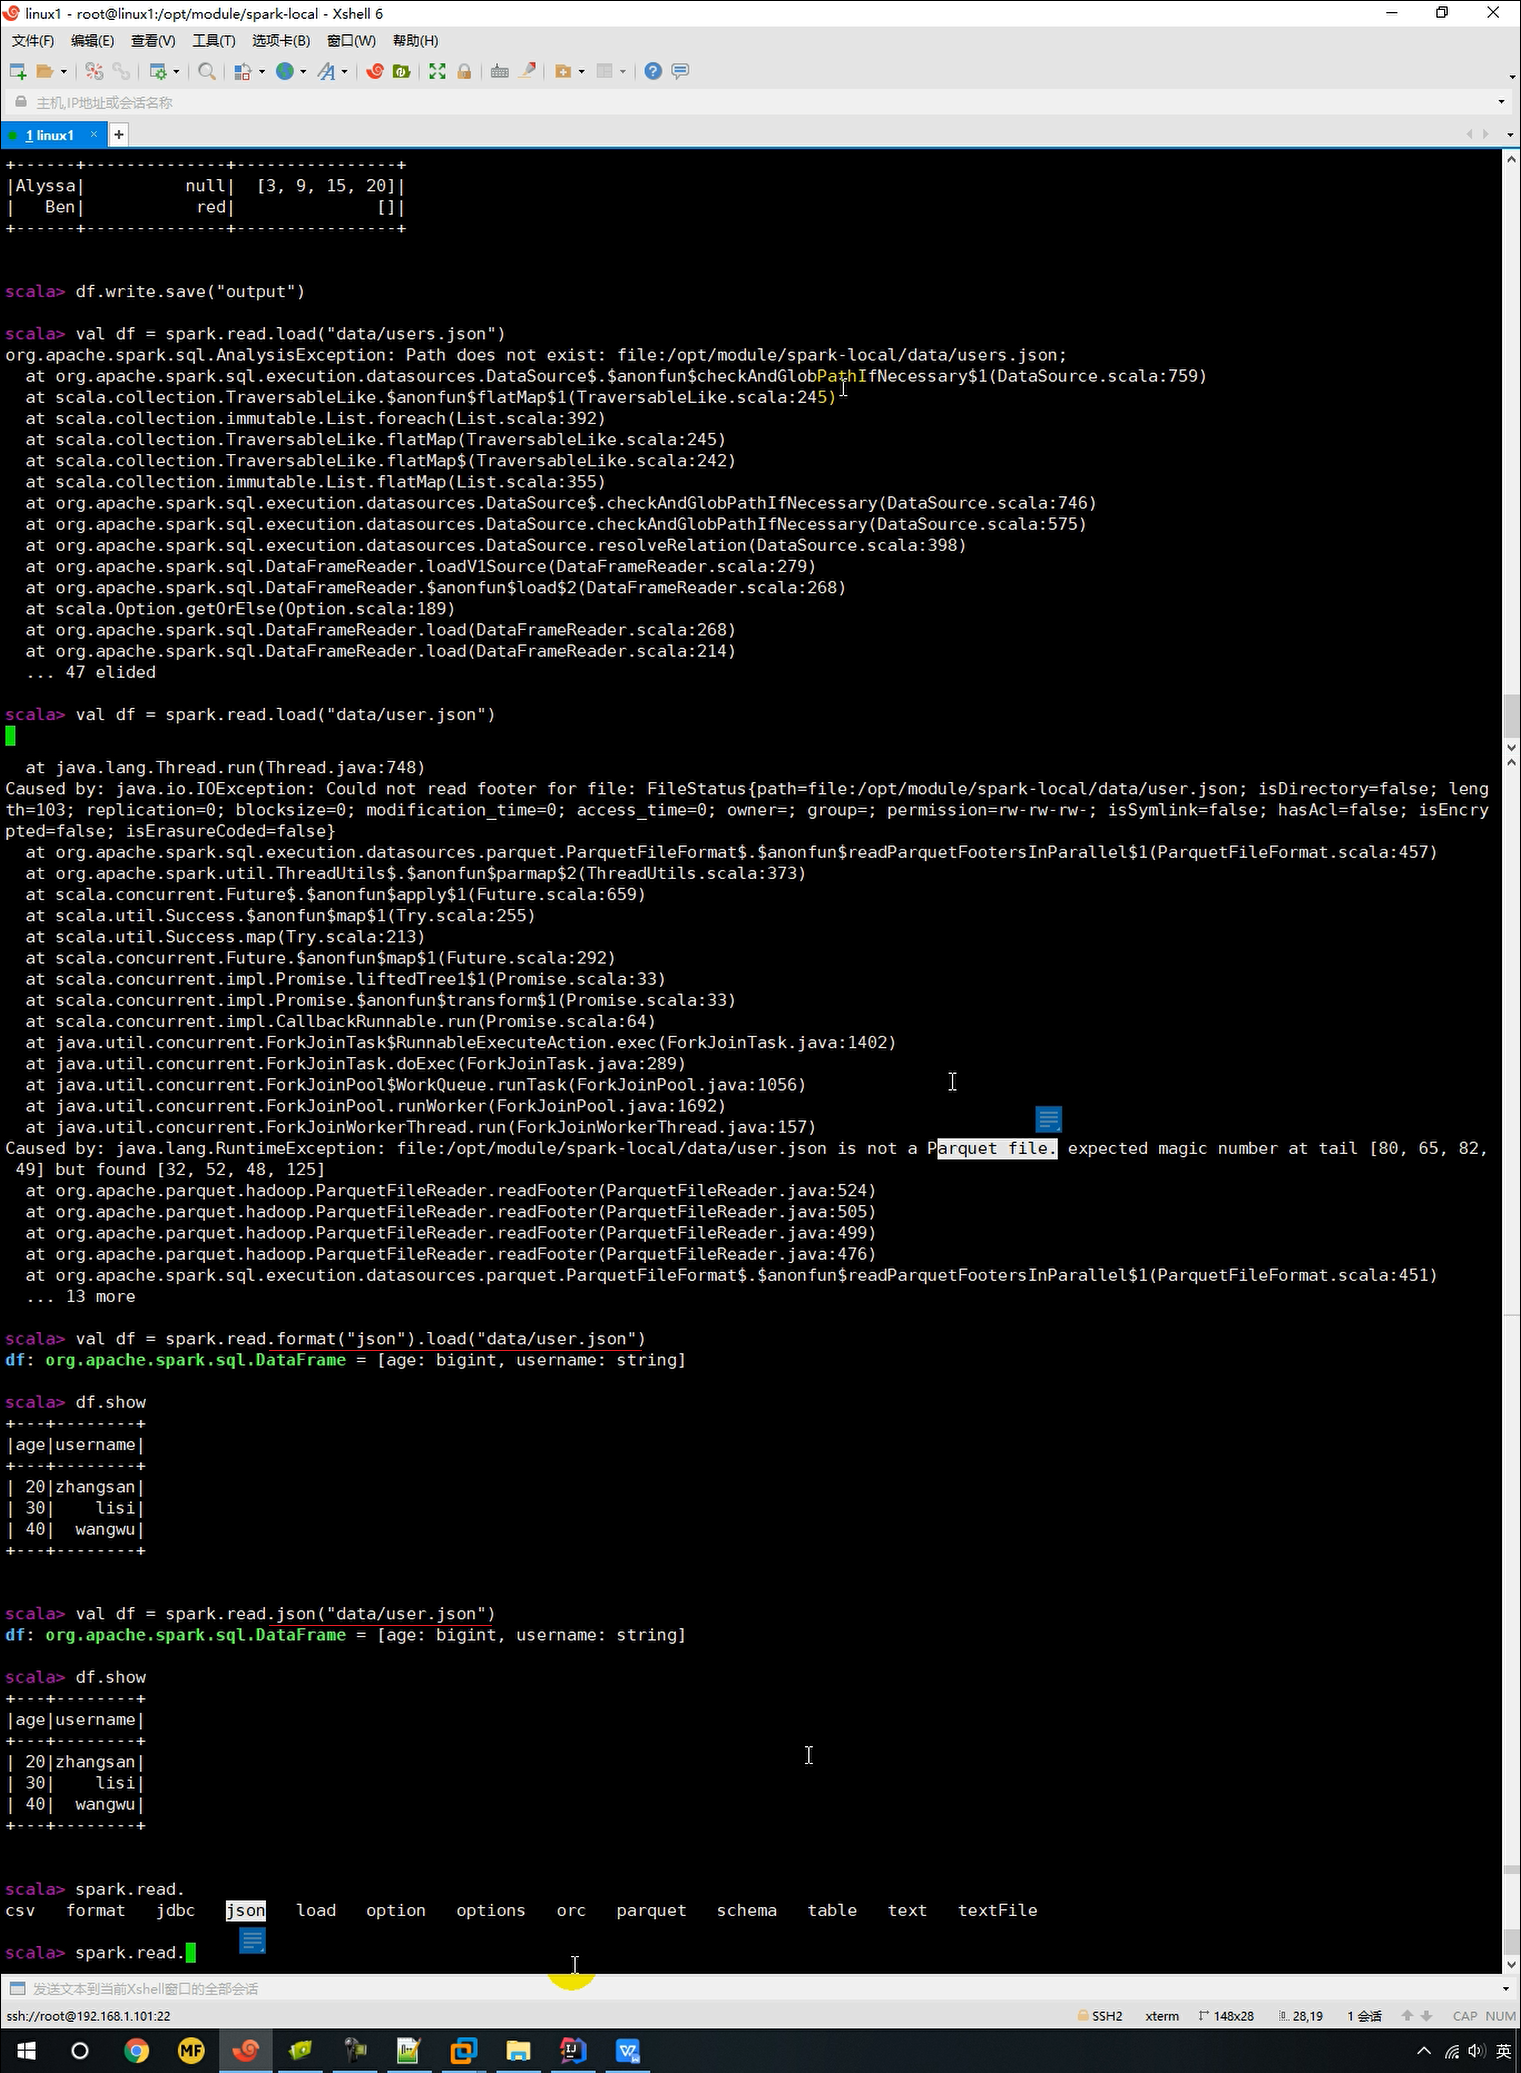 linux1 - root@linux1:/opt/module/spark-local - Xshell 6
文件(F) 编辑(E) 查看(V) 工具(T) 选项卡(B) 窗口(W) 帮助(H)
主机,IP地址或会话名称
1 linux1
+------+--------------+----------------+
|Alyssa|          null|  [3, 9, 15, 20]|
|   Ben|           red|              []|
+------+--------------+----------------+
scala> df.write.save("output")
scala> val df = spark.read.load("data/users.json")
org.apache.spark.sql.AnalysisException: Path does not exist: file:/opt/module/spark-local/data/users.json;
  at org.apache.spark.sql.execution.datasources.DataSource$.$anonfun$checkAndGlobPathIfNecessary$1(DataSource.scala:759)
  at scala.collection.TraversableLike.$anonfun$flatMap$1(TraversableLike.scala:245)
  at scala.collection.immutable.List.foreach(List.scala:392)
  at scala.collection.TraversableLike.flatMap(TraversableLike.scala:245)
  at scala.collection.TraversableLike.flatMap$(TraversableLike.scala:242)
  at scala.collection.immutable.List.flatMap(List.scala:355)
  at org.apache.spark.sql.execution.datasources.DataSource$.checkAndGlobPathIfNecessary(DataSource.scala:746)
  at org.apache.spark.sql.execution.datasources.DataSource.checkAndGlobPathIfNecessary(DataSource.scala:575)
  at org.apache.spark.sql.execution.datasources.DataSource.resolveRelation(DataSource.scala:398)
  at org.apache.spark.sql.DataFrameReader.loadV1Source(DataFrameReader.scala:279)
  at org.apache.spark.sql.DataFrameReader.$anonfun$load$2(DataFrameReader.scala:268)
  at scala.Option.getOrElse(Option.scala:189)
  at org.apache.spark.sql.DataFrameReader.load(DataFrameReader.scala:268)
  at org.apache.spark.sql.DataFrameReader.load(DataFrameReader.scala:214)
  ... 47 elided
scala> val df = spark.read.load("data/user.json")
  at java.lang.Thread.run(Thread.java:748)
Caused by: java.io.IOException: Could not read footer for file: FileStatus{path=file:/opt/module/spark-local/data/user.json; isDirectory=false; leng
th=103; replication=0; blocksize=0; modification_time=0; access_time=0; owner=; group=; permission=rw-rw-rw-; isSymlink=false; hasAcl=false; isEncry
pted=false; isErasureCoded=false}
  at org.apache.spark.sql.execution.datasources.parquet.ParquetFileFormat$.$anonfun$readParquetFootersInParallel$1(ParquetFileFormat.scala:457)
  at org.apache.spark.util.ThreadUtils$.$anonfun$parmap$2(ThreadUtils.scala:373)
  at scala.concurrent.Future$.$anonfun$apply$1(Future.scala:659)
  at scala.util.Success.$anonfun$map$1(Try.scala:255)
  at scala.util.Success.map(Try.scala:213)
  at scala.concurrent.Future.$anonfun$map$1(Future.scala:292)
  at scala.concurrent.impl.Promise.liftedTree1$1(Promise.scala:33)
  at scala.concurrent.impl.Promise.$anonfun$transform$1(Promise.scala:33)
  at scala.concurrent.impl.CallbackRunnable.run(Promise.scala:64)
  at java.util.concurrent.ForkJoinTask$RunnableExecuteAction.exec(ForkJoinTask.java:1402)
  at java.util.concurrent.ForkJoinTask.doExec(ForkJoinTask.java:289)
  at java.util.concurrent.ForkJoinPool$WorkQueue.runTask(ForkJoinPool.java:1056)
  at java.util.concurrent.ForkJoinPool.runWorker(ForkJoinPool.java:1692)
  at java.util.concurrent.ForkJoinWorkerThread.run(ForkJoinWorkerThread.java:157)
Caused by: java.lang.RuntimeException: file:/opt/module/spark-local/data/user.json is not a Parquet file. expected magic number at tail [80, 65, 82,
 49] but found [32, 52, 48, 125]
  at org.apache.parquet.hadoop.ParquetFileReader.readFooter(ParquetFileReader.java:524)
  at org.apache.parquet.hadoop.ParquetFileReader.readFooter(ParquetFileReader.java:505)
  at org.apache.parquet.hadoop.ParquetFileReader.readFooter(ParquetFileReader.java:499)
  at org.apache.parquet.hadoop.ParquetFileReader.readFooter(ParquetFileReader.java:476)
  at org.apache.spark.sql.execution.datasources.parquet.ParquetFileFormat$.$anonfun$readParquetFootersInParallel$1(ParquetFileFormat.scala:451)
  ... 13 more
scala> val df = spark.read.format("json").load("data/user.json")
df: org.apache.spark.sql.DataFrame = [age: bigint, username: string]
scala> df.show
+---+--------+
|age|username|
+---+--------+
| 20|zhangsan|
| 30|    lisi|
| 40|  wangwu|
+---+--------+
scala> val df = spark.read.json("data/user.json")
df: org.apache.spark.sql.DataFrame = [age: bigint, username: string]
scala> df.show
+---+--------+
|age|username|
+---+--------+
| 20|zhangsan|
| 30|    lisi|
| 40|  wangwu|
+---+--------+
scala> spark.read.
csv   format   jdbc   json   load   option   options   orc   parquet   schema   table   text   textFile
scala> spark.read.
发送文本到当前Xshell窗口的全部会话
ssh://root@192.168.1.101:22 SSH2 xterm 148x28 28,19 1 会话 CAP NUM
MF 英